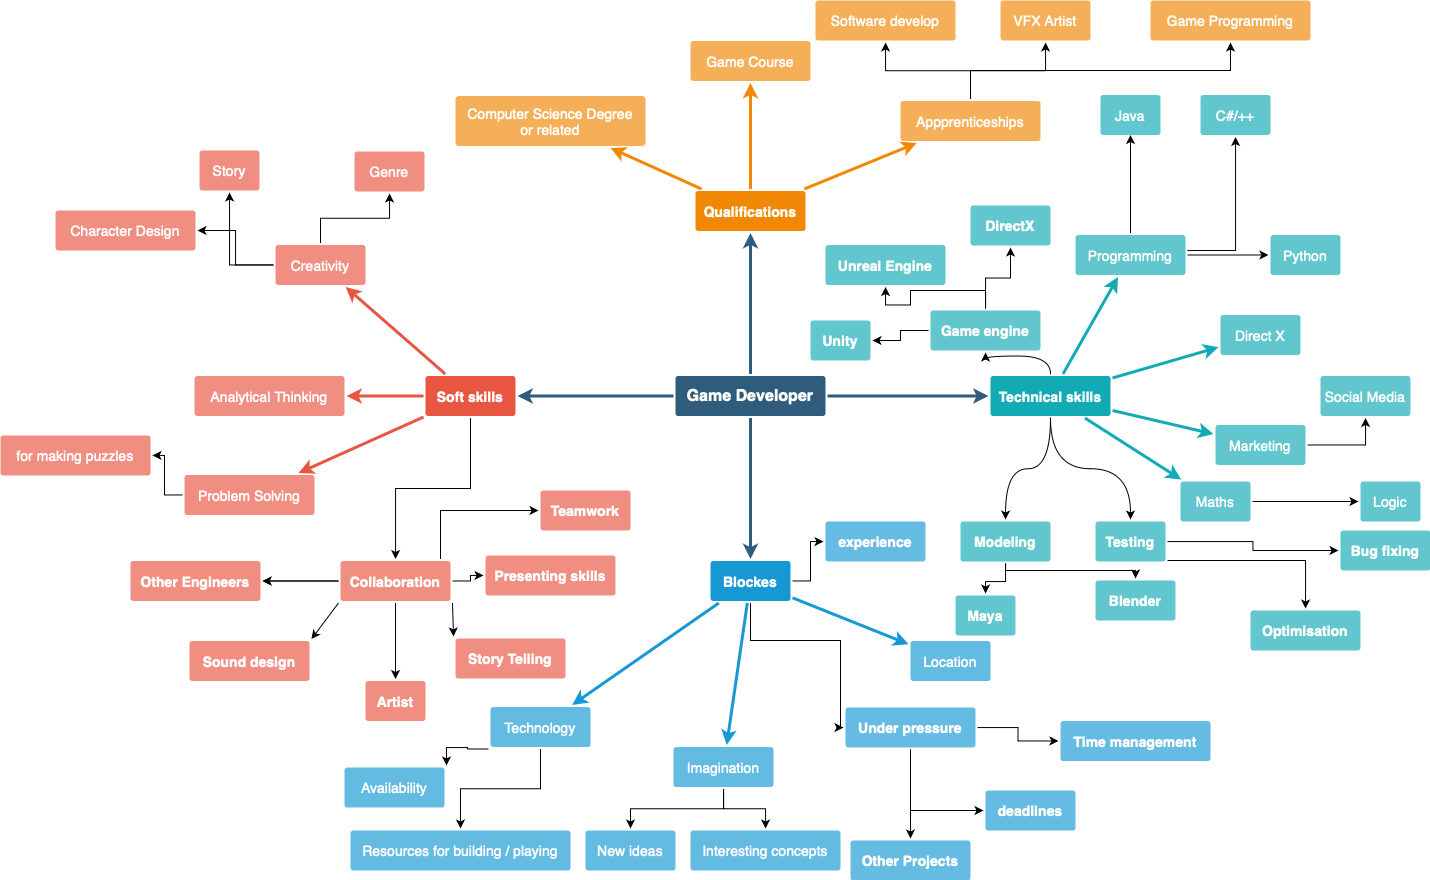 Software develop
VFX Artist
Game Programming
Game Course
Computer Science Degree
or related
Appprenticeships
Java
C#/++
Story
Genre
Qualifications
Character Design
DirectX
Creativity
Unreal Engine
Programming
Python
Unity
Game engine
Direct X
Analytical Thinking
Soft skills
Game Developer
Technical skills
Social Media
for making puzzles
Marketing
Problem Solving
Maths
Logic
Teamwork
experience
Modeling
Testing
Bug fixing
Other Engineers
Collaboration
Presenting skills
Blockes
Blender
Maya
Optimisation
Sound design
Story Telling
Location
Artist
Technology
Under pressure
Time management
Imagination
Availability
deadlines
Resources for building / playing
New ideas
Interesting concepts
Other Projects